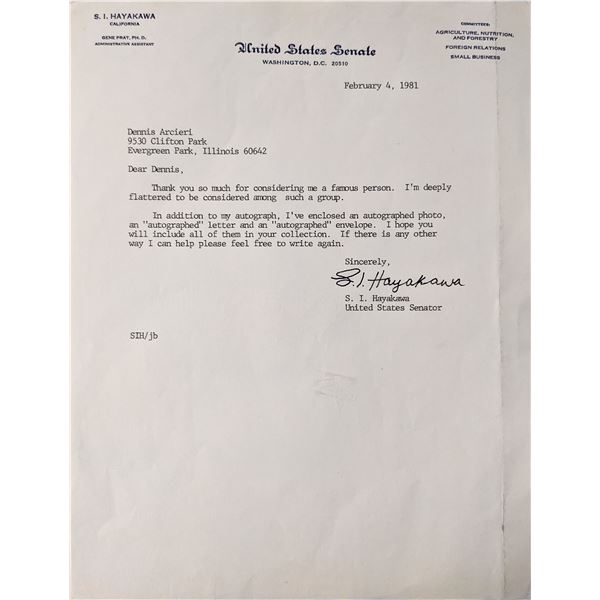 S. I. HAYAKAWA
CALIFORNIA
GENE PRAT, PH. D.
ADMINISTRATIVE ASSISTANT
COMMITTEES:
AGRICULTURE, NUTRITION,
AND FORESTRY
FOREIGN RELATIONS
SMALL BUSINESS
United States Senate
WASHINGTON, D.C. 20510
February 4, 1981
Dennis Arcieri
9530 Clifton Park
Evergreen Park, Illinois 60642
Dear Dennis,
Thank you so much for considering me a famous person. I'm deeply
flattered to be considered among such a group.
In addition to my autograph, I've enclosed an autographed photo,
an "autographed" letter and an "autographed" envelope. I hope you
will include all of them in your collection. If there is any other
way I can help please feel free to write again.
Sincerely,
S. I. Hayakawa
S. I. Hayakawa
United States Senator
SIH/jb